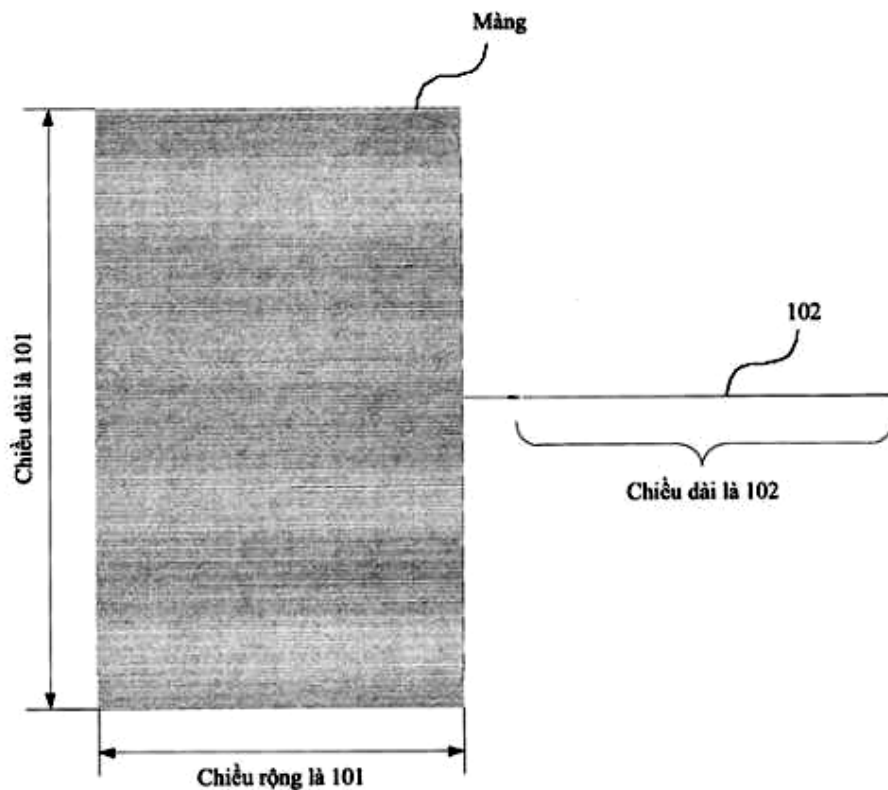 Màng
Chiều dài là 101
102
Chiều dài là 102
Chiều rộng là 101